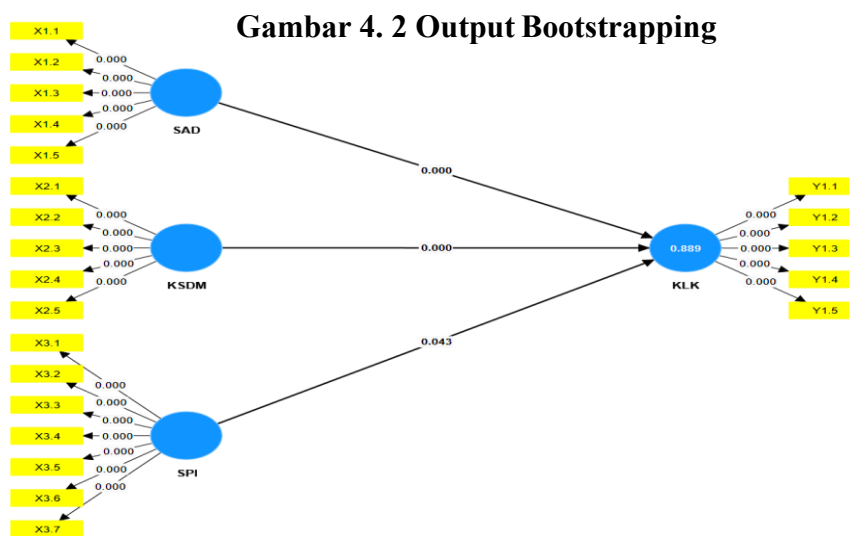 Gambar 4. 2 Output Bootstrapping
X1.1
X1.2
X1.3
X1.4
X1.5
0.000
0.000
0.000
0.000
0.000
SAD
0.000
X2.1
X2.2
X2.3
X2.4
X2.5
0.000
0.000
0.000
0.000
0.000
KSDM
0.000
X3.1
X3.2
X3.3
X3.4
X3.5
X3.6
X3.7
0.000
0.000
0.000
0.000
0.000
0.000
0.000
SPI
0.043
0.889
KLK
0.000
0.000
0.000
0.000
0.000
Y1.1
Y1.2
Y1.3
Y1.4
Y1.5